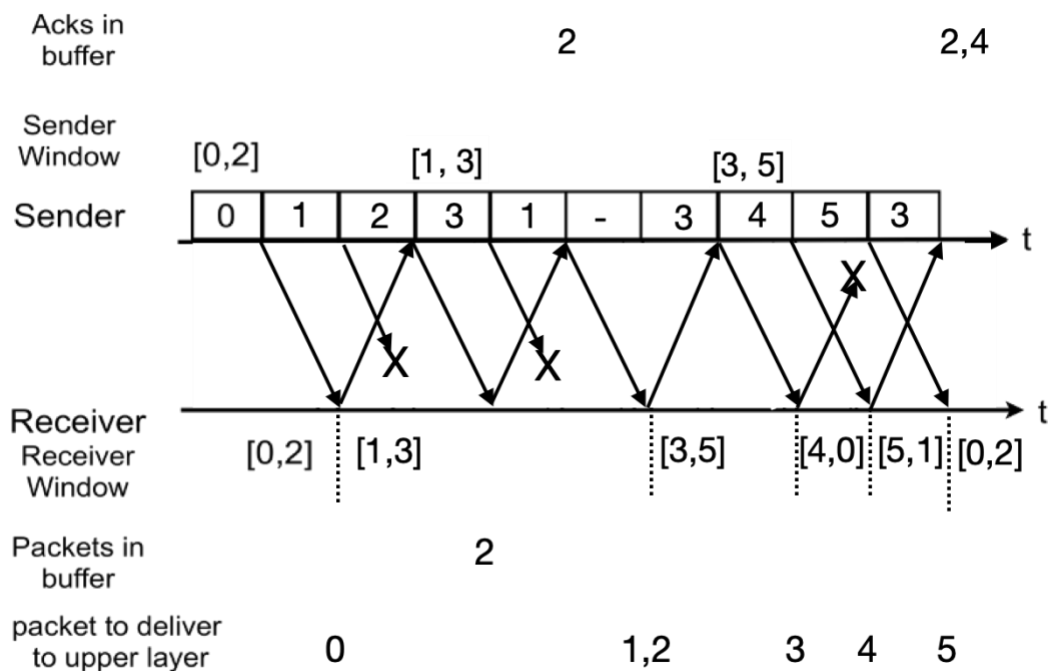 Acks in
buffer
2
2,4
Sender
Window
[0,2]
[1, 3]
[3, 5]
Sender
0 1 2 3 1 - 3 4 5 3
t
X
X
X
Receiver
t
Receiver
Window
[0,2]
[1,3]
[3,5]
[4,0]
[5,1]
[0,2]
Packets in
buffer
2
packet to deliver
to upper layer
0
1,2
3
4
5